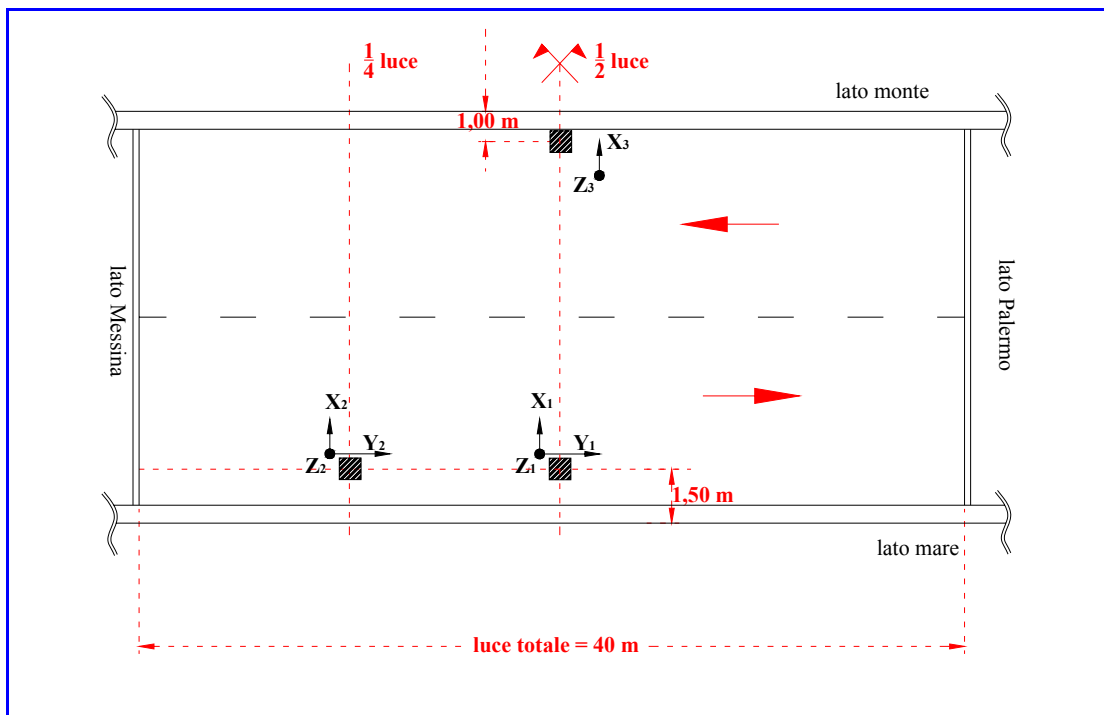 1/4 luce
1/2 luce
lato monte
1,00 m
X3
Z3
lato Messina
lato Palermo
X2
Y2
Z2
X1
Y1
Z1
1,50 m
lato mare
luce totale = 40 m